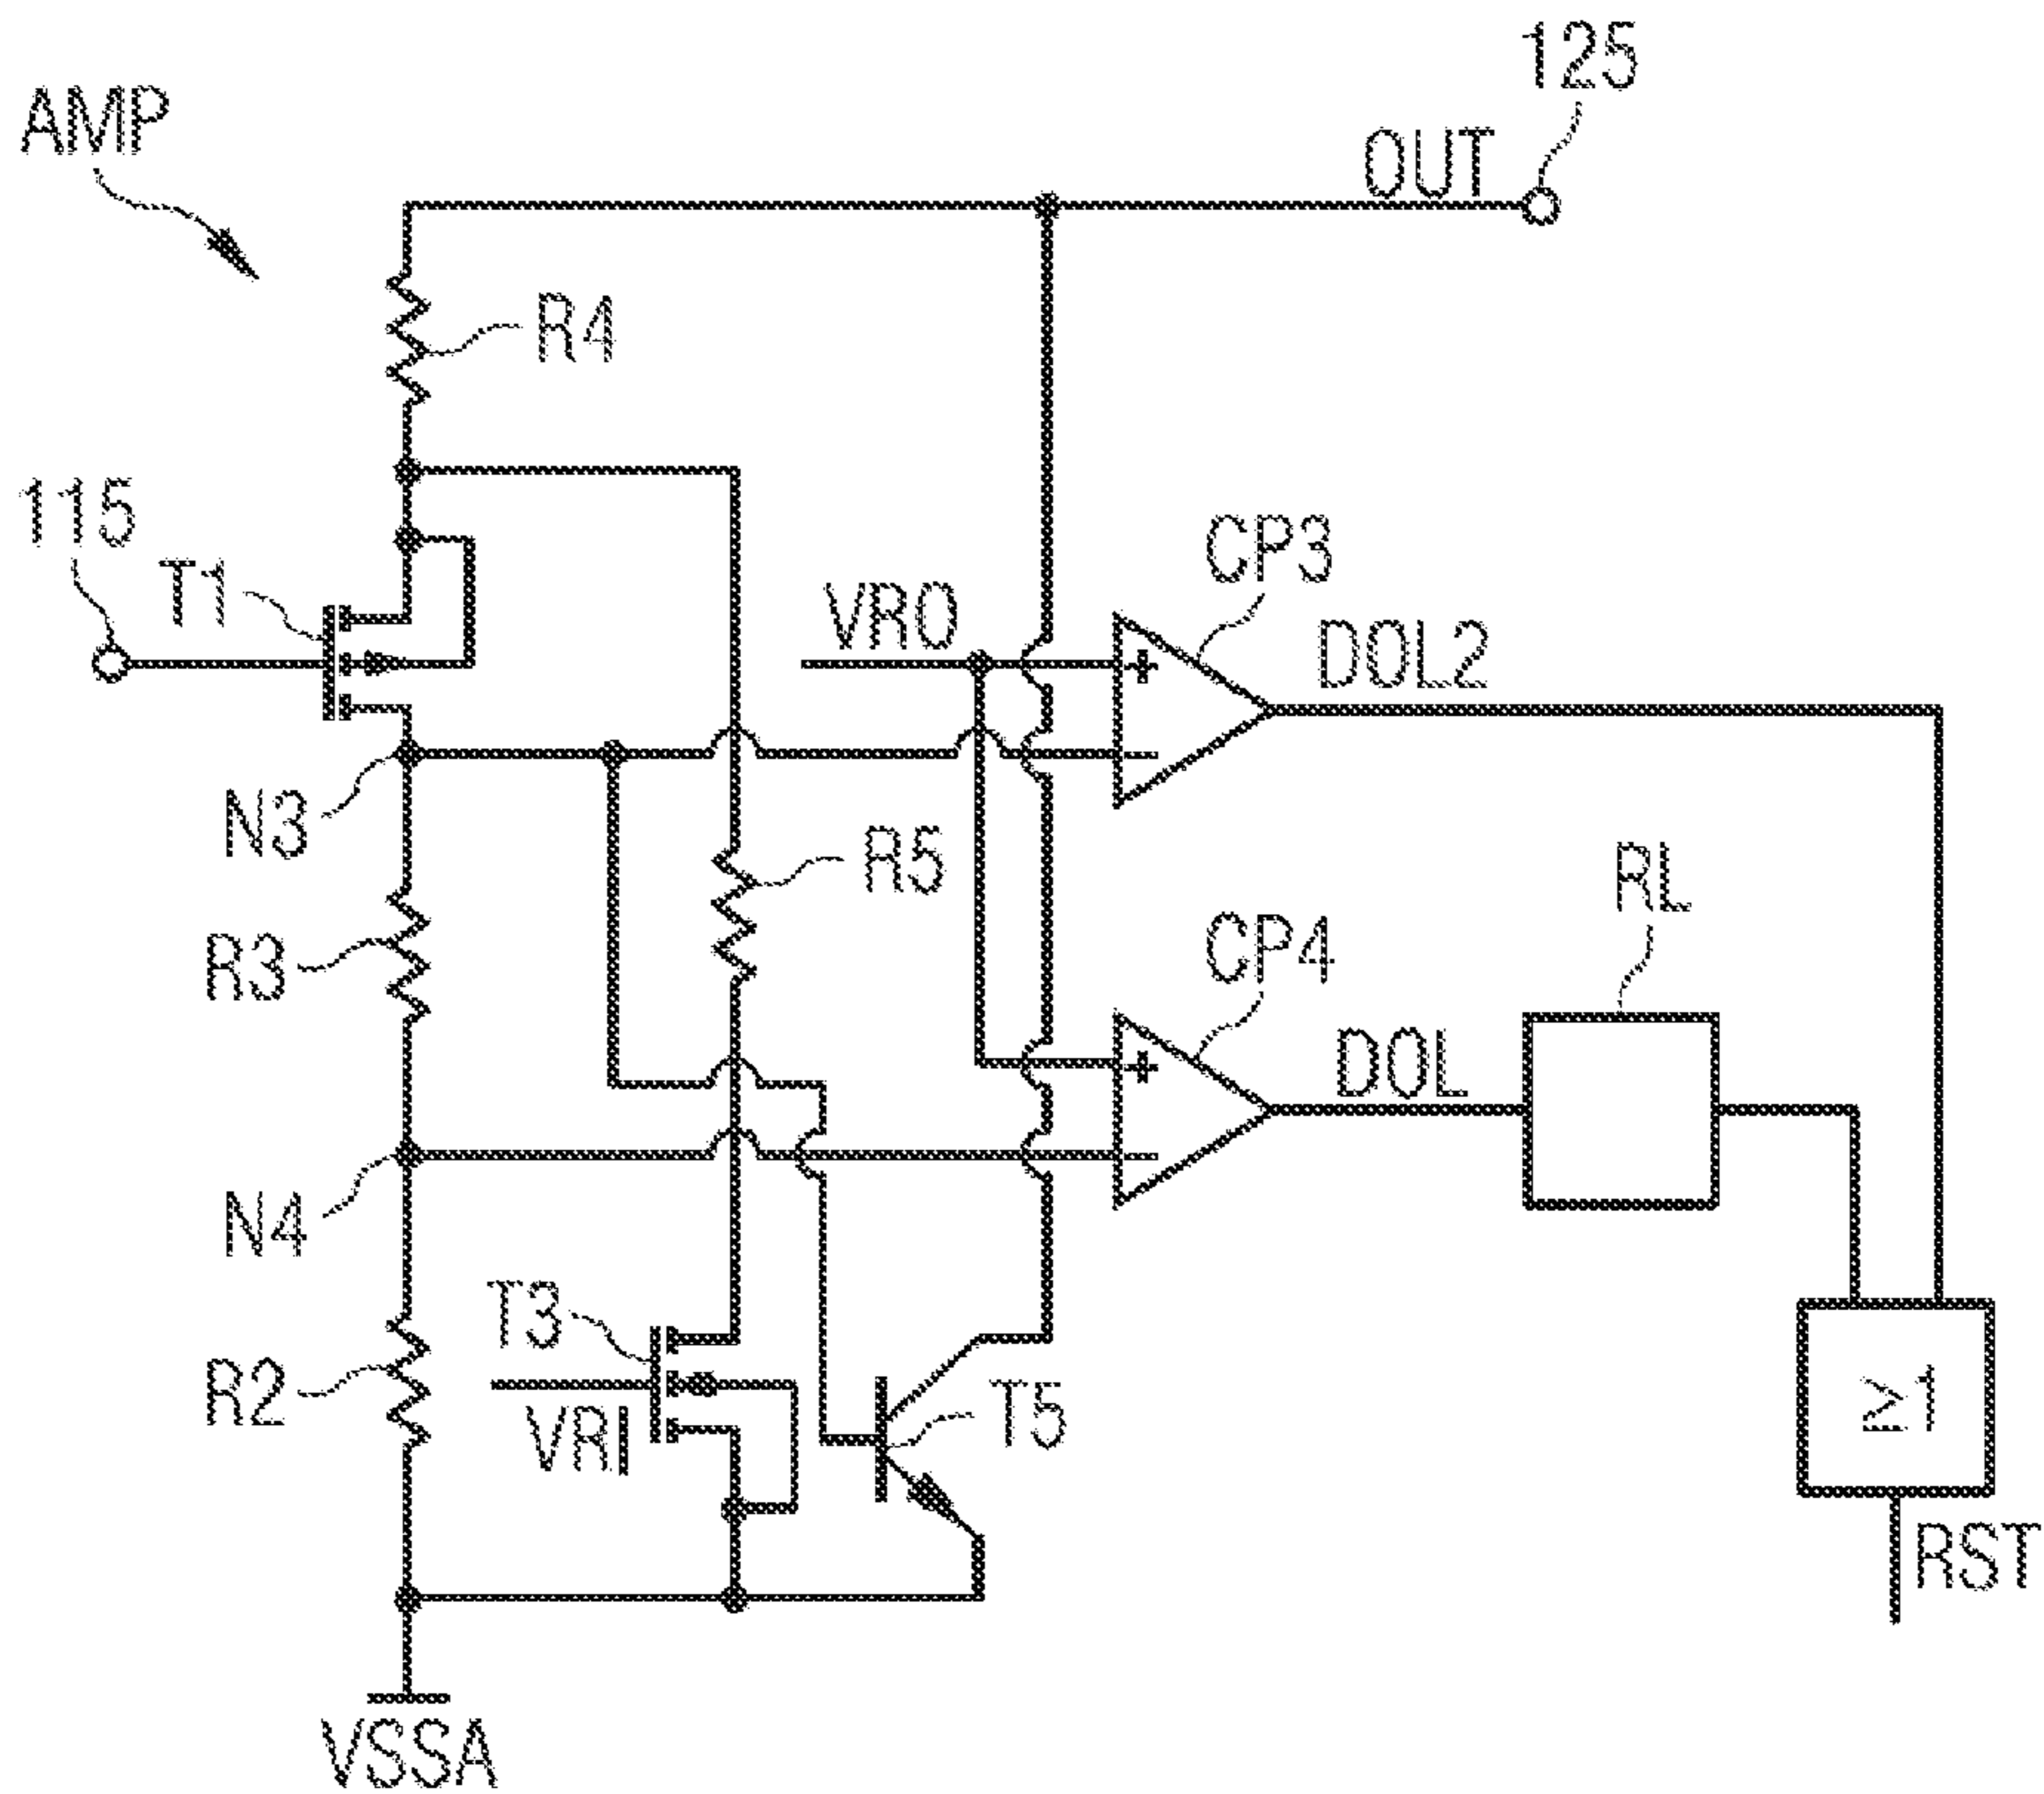 125
AMP
OUT
R4
115
T1
CP3
VRO
DOL2
+
−
N3
R5
RL
R3
CP4
+
DOL
−
N4
T3
R2
VRI
T5
≥1
RST
VSSA